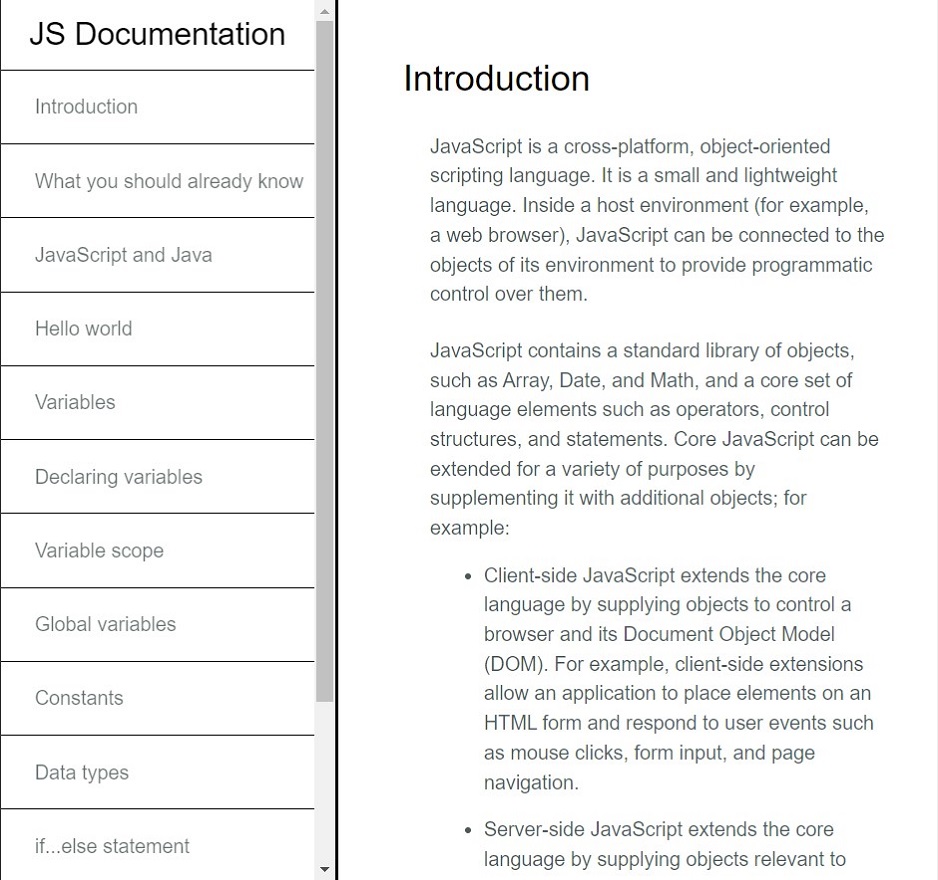 JS Documentation
Introduction
What you should already know
JavaScript and Java
Hello world
Variables
Declaring variables
Variable scope
Global variables
Constants
Data types
if...else statement
Introduction
JavaScript is a cross-platform, object-oriented
scripting language. It is a small and lightweight
language. Inside a host environment (for example,
a web browser), JavaScript can be connected to the
objects of its environment to provide programmatic
control over them.
JavaScript contains a standard library of objects,
such as Array, Date, and Math, and a core set of
language elements such as operators, control
structures, and statements. Core JavaScript can be
extended for a variety of purposes by
supplementing it with additional objects; for
example:
• Client-side JavaScript extends the core
language by supplying objects to control a
browser and its Document Object Model
(DOM). For example, client-side extensions
allow an application to place elements on an
HTML form and respond to user events such
as mouse clicks, form input, and page
navigation.
• Server-side JavaScript extends the core
language by supplying objects relevant to